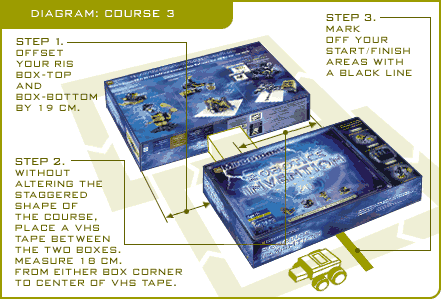 DIAGRAM: COURSE 3
STEP 1.
OFFSET
YOUR RIS
BOX-TOP
AND
BOX-BOTTOM
BY 19 CM.
STEP 2.
WITHOUT
ALTERING THE
STAGGERED
SHAPE OF
THE COURSE,
PLACE A VHS
TAPE BETWEEN
THE TWO BOXES.
MEASURE 18 CM.
FROM EITHER BOX CORNER
TO CENTER OF VHS TAPE.
STEP 3.
MARK
OFF YOUR
START/FINISH
AREAS WITH
A BLACK LINE
INVENTION